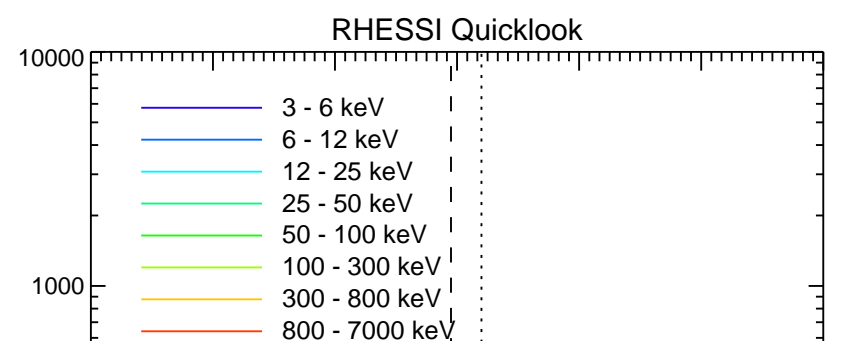 RHESSI Quicklook
10000
3 - 6 keV
6 - 12 keV
12 - 25 keV
25 - 50 keV
50 - 100 keV
100 - 300 keV
1000
300 - 800 keV
800 - 7000 keV